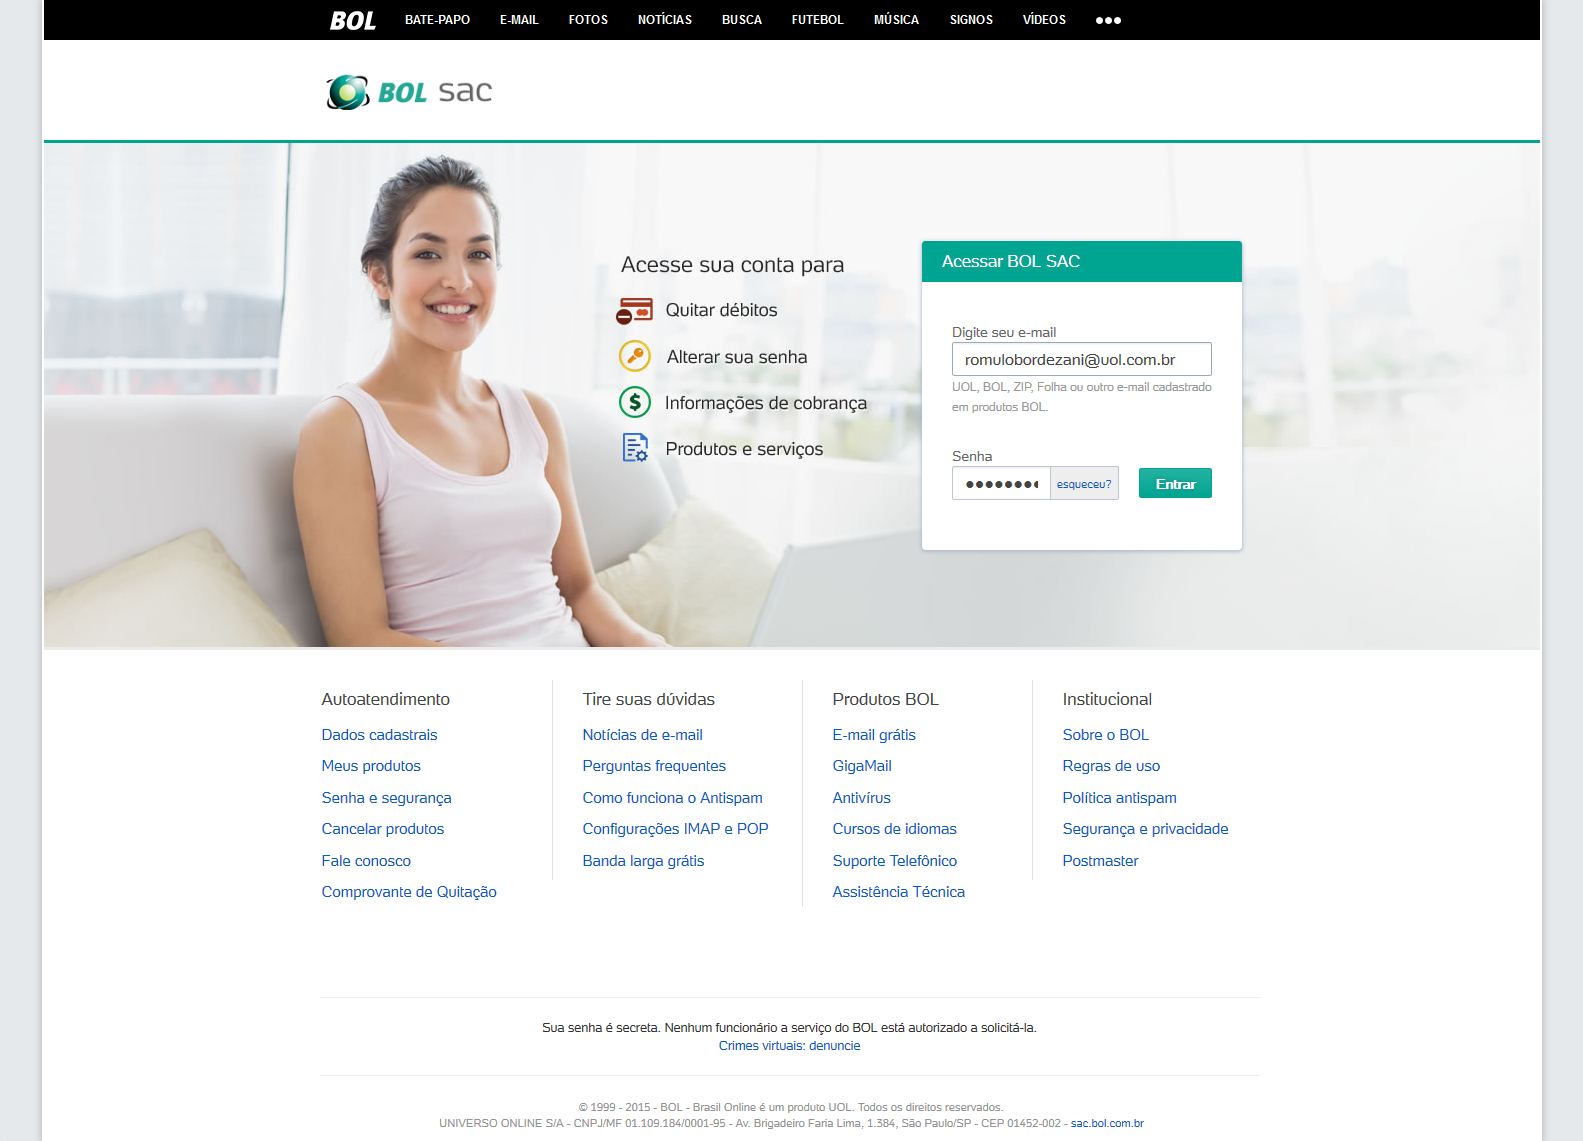 BOL BATE-PAPO E-MAIL FOTOS NOTÍCIAS BUSCA FUTEBOL MÚSICA SIGNOS VÍDEOS
BOL sac
Acesse sua conta para
Quitar débitos
Alterar sua senha
Informações de cobrança
Produtos e serviços
Acessar BOL SAC
Digite seu e-mail
romulobordezani@uol.com.br
UOL, BOL, ZIP, Folha ou outro e-mail cadastrado
em produtos BOL.
Senha
esqueceu? Entrar
Autoatendimento
Dados cadastrais
Meus produtos
Senha e segurança
Cancelar produtos
Fale conosco
Comprovante de Quitação
Tire suas dúvidas
Notícias de e-mail
Perguntas frequentes
Como funciona o Antispam
Configurações IMAP e POP
Banda larga grátis
Produtos BOL
E-mail grátis
GigaMail
Antivírus
Cursos de idiomas
Suporte Telefônico
Assistência Técnica
Institucional
Sobre o BOL
Regras de uso
Política antispam
Segurança e privacidade
Postmaster
Sua senha é secreta. Nenhum funcionário a serviço do BOL está autorizado a solicitá-la.
Crimes virtuais: denuncie
© 1999 - 2015 - BOL - Brasil Online é um produto UOL. Todos os direitos reservados.
UNIVERSO ONLINE S/A - CNPJ/MF 01.109.184/0001-95 - Av. Brigadeiro Faria Lima, 1.384, São Paulo/SP - CEP 01452-002 - sac.bol.com.br